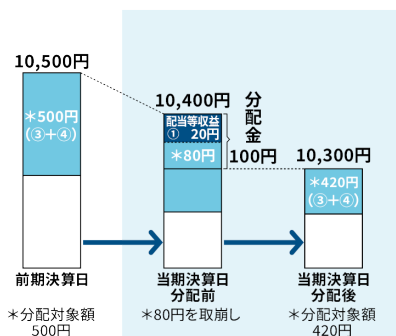 10,500円
＊500円
（③＋④）
10,400円
配当等収益
① 20円
＊80円
分配金
100円
10,300円
＊420円
（③＋④）
前期決算日
当期決算日
分配前
当期決算日
分配後
＊分配対象額
500円
＊80円を取崩し
＊分配対象額
420円